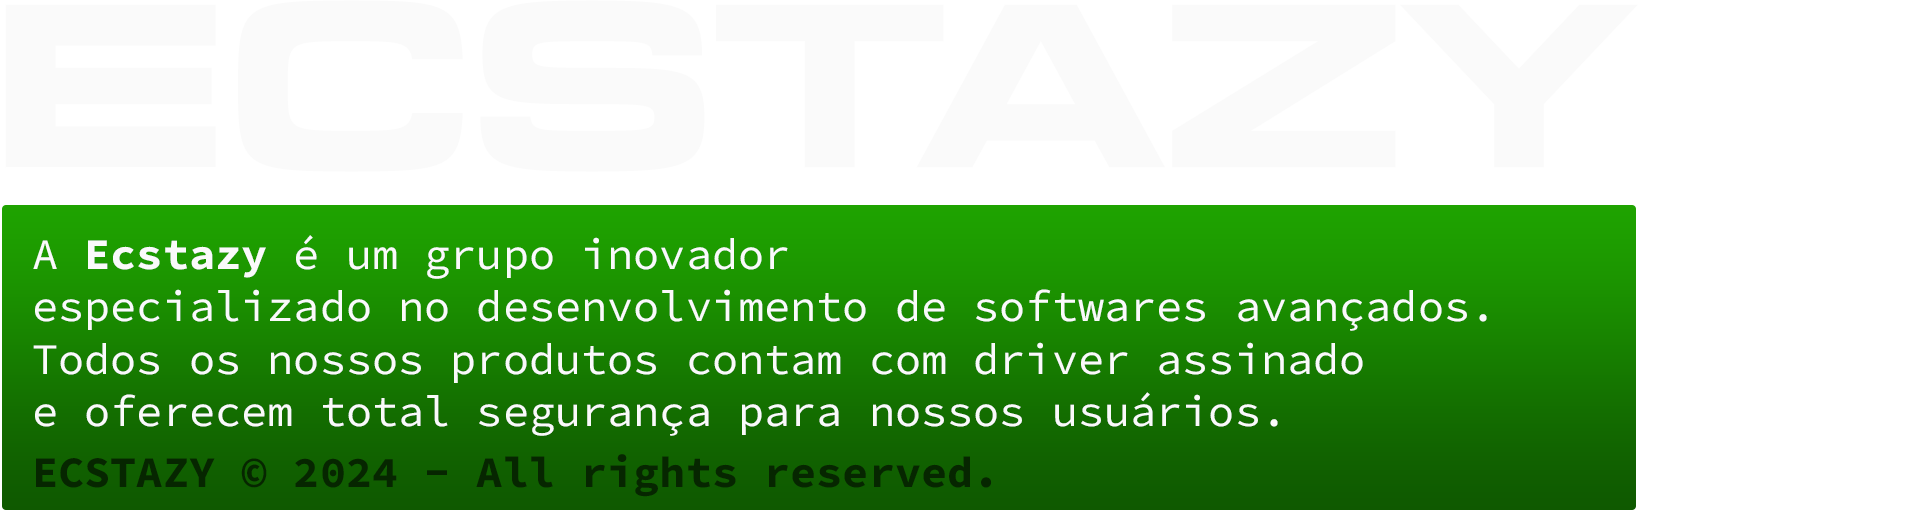 ECSTAZY
A Ecstazy é um grupo inovador
especializado no desenvolvimento de softwares avançados.
Todos os nossos produtos contam com driver assinado
e oferecem total segurança para nossos usuários.
ECSTAZY © 2024 - All rights reserved.